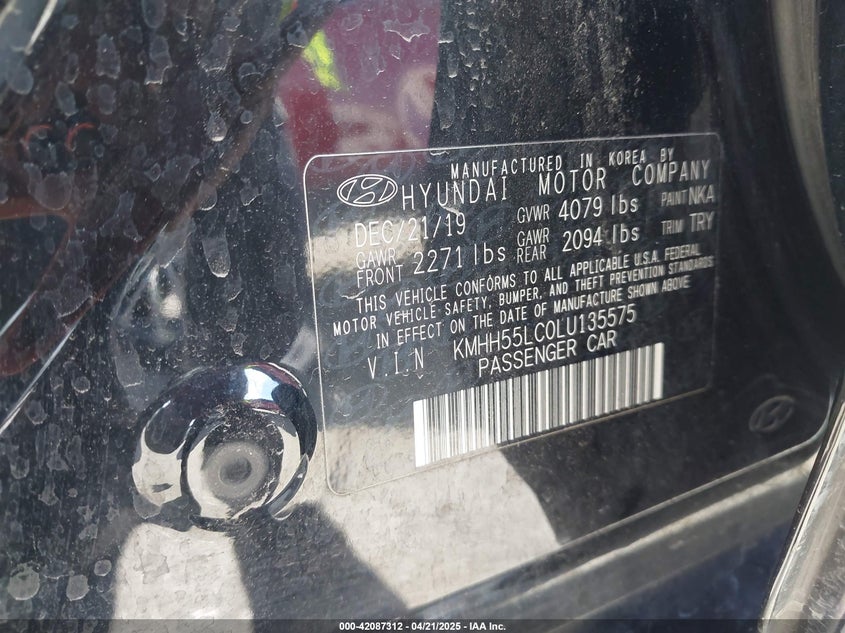 MANUFACTURED IN KOREA BY
HYUNDAI MOTOR COMPANY
DEC/21/19 GVWR 4079 lbs PAINT NKA
GAWR FRONT 2271 lbs GAWR REAR 2094 lbs TRIM TRY
THIS VEHICLE CONFORMS TO ALL APPLICABLE U.S.A. FEDERAL
MOTOR VEHICLE SAFETY, BUMPER, AND THEFT PREVENTION STANDARDS
IN EFFECT ON THE DATE OF MANUFACTURE SHOWN ABOVE
V.I.N KMHH55LC0LU135575
PASSENGER CAR
000-42087312 - 04/21/2025 - IAA Inc.